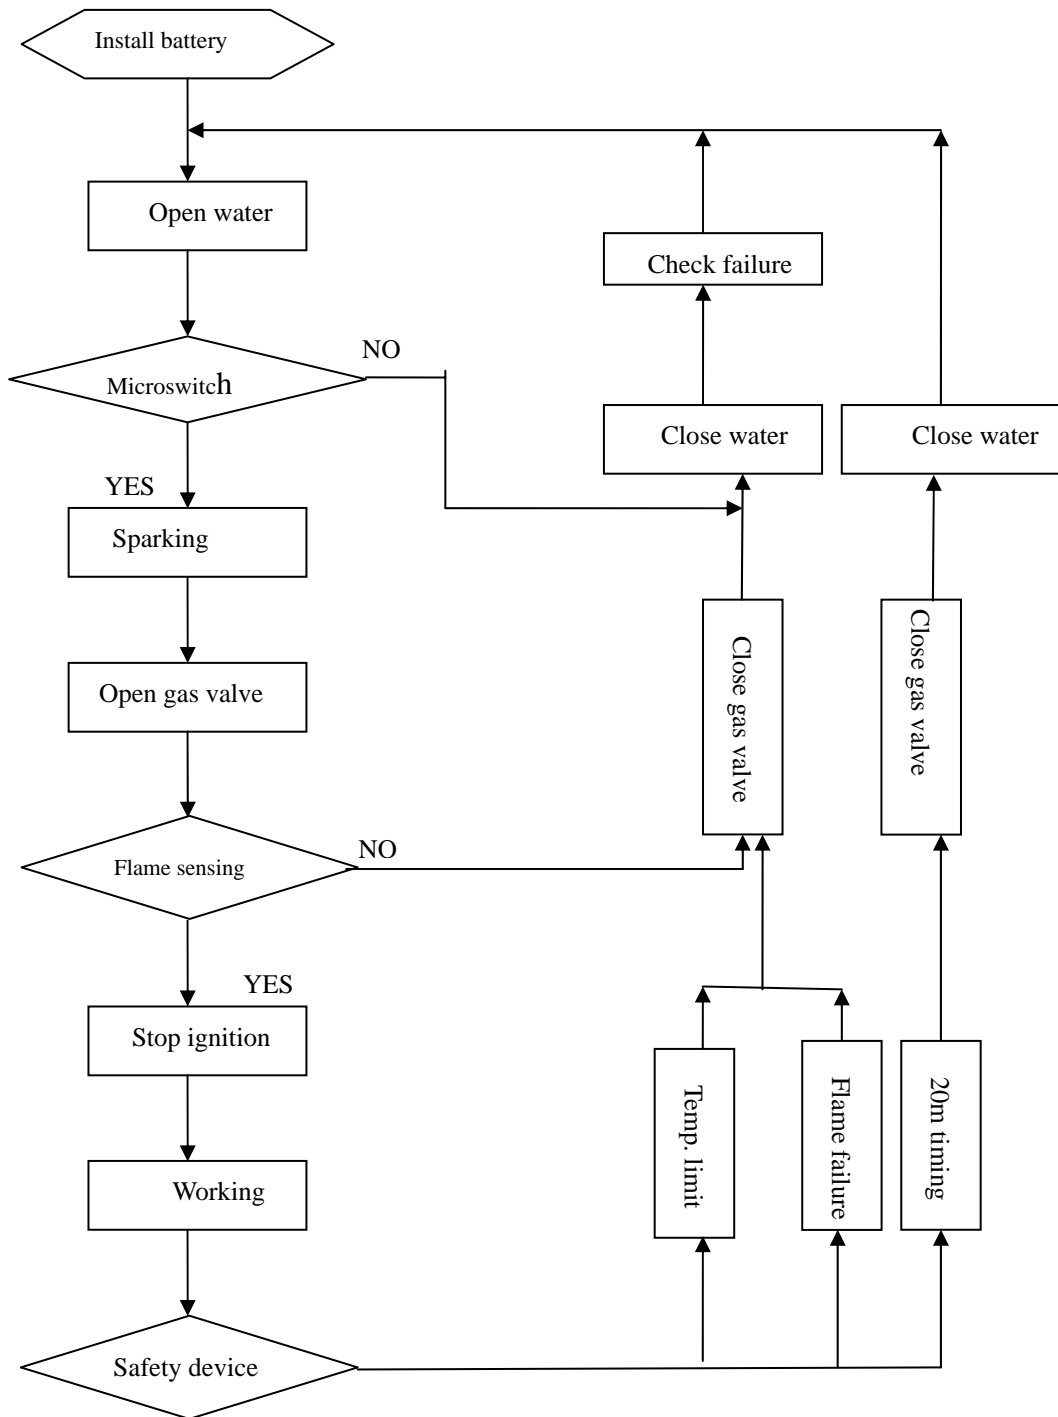 Install battery
Open water
Check failure
NO
Microswitch
Close water
Close water
YES
Sparking
Close gas valve
Close gas valve
Open gas valve
NO
Flame sensing
YES
Stop ignition
Temp. limit
Flame failure
20m timing
Working
Safety device